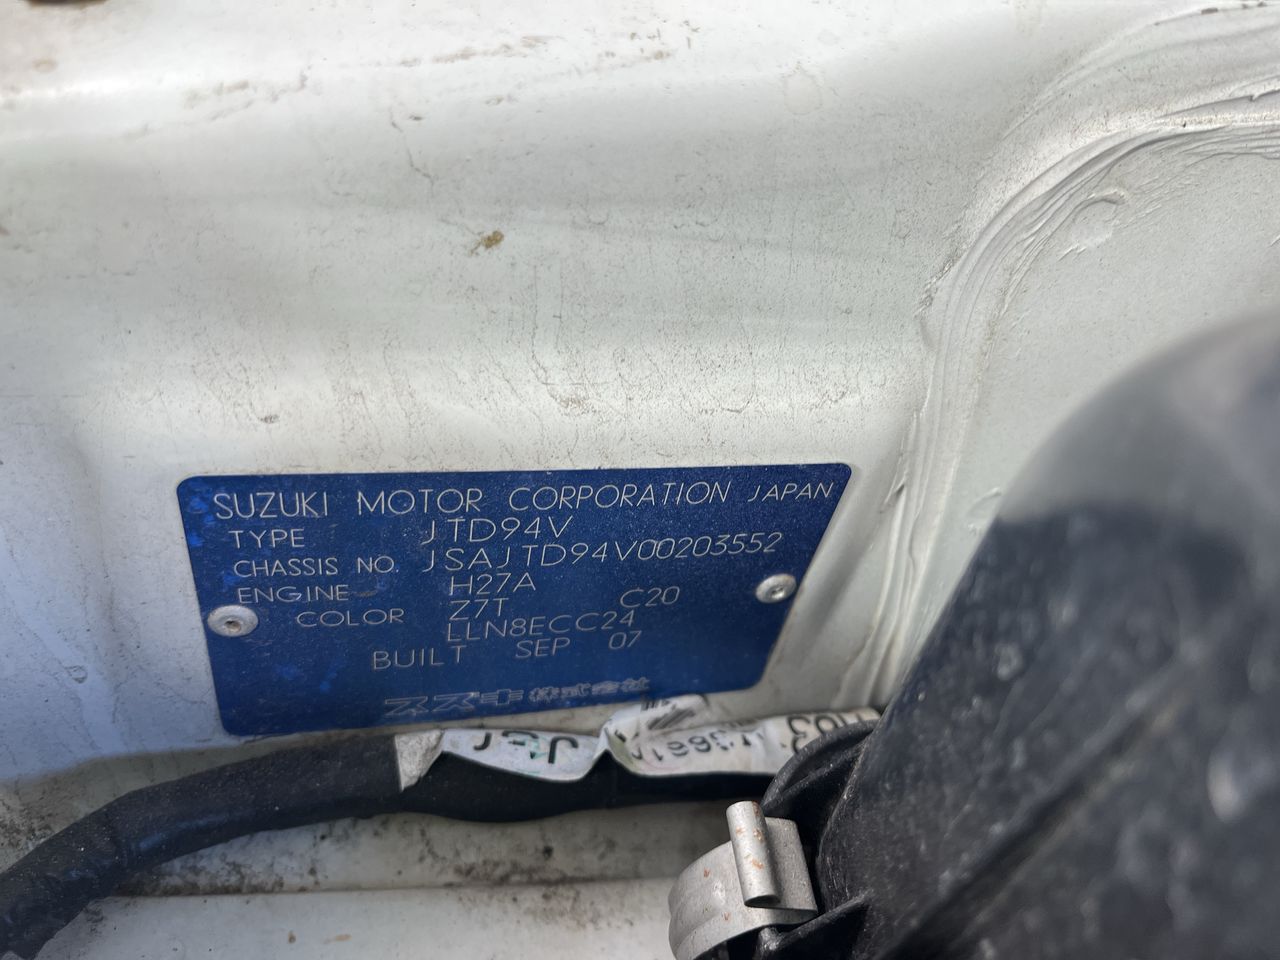 SUZUKI MOTOR CORPORATION JAPAN
TYPE JTD94V
CHASSIS NO. JSAJTD94V00203552
ENGINE H27A
COLOR Z7T C20
LLN8ECC24
BUILT SEP 07
スズキ株式会社